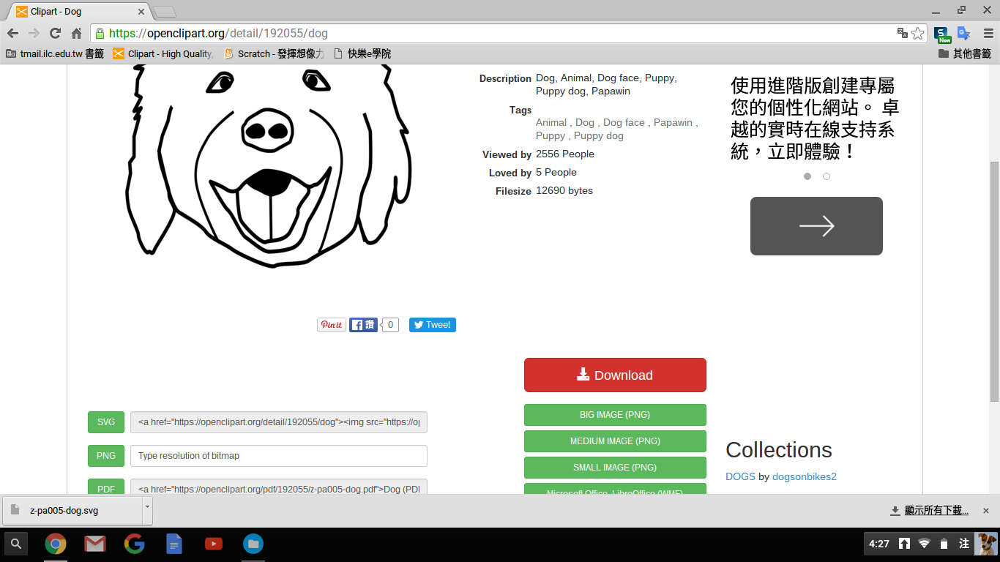 Clipart - Dog
https://openclipart.org/detail/192055/dog
New
tmail.ilc.edu.tw 書籤
Clipart - High Quality,
Scratch - 發揮想像力
快樂e學院
其他書籤
Description Dog, Animal, Dog face, Puppy,
Puppy dog, Papawin
Tags
Animal , Dog , Dog face , Papawin ,
Puppy , Puppy dog
Viewed by 2556 People
Loved by 5 People
Filesize 12690 bytes
使用進階版創建專屬
您的個性化網站。 卓
越的實時在線支持系
統，立即體驗！
Pin it
讚
0
Tweet
Download
SVG
<a href="https://openclipart.org/detail/192055/dog"><img src="https://op
PNG
Type resolution of bitmap
PDF
<a href="https://openclipart.org/pdf/192055/z-pa005-dog.pdf">Dog (PDF
BIG IMAGE (PNG)
MEDIUM IMAGE (PNG)
SMALL IMAGE (PNG)
Microsoft Office, LibreOffice (WMF)
Collections
DOGS by dogsonbikes2
z-pa005-dog.svg
顯示所有下載...
4:27
注